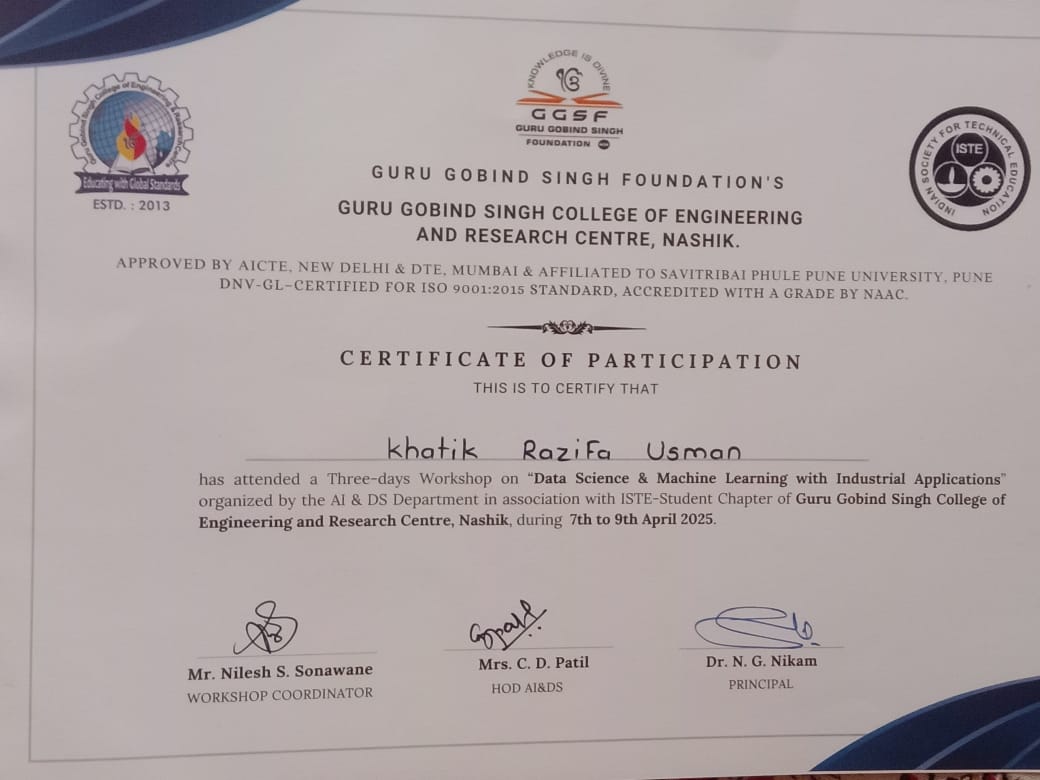 Guru Gobind Singh College of Engineering & Research Centre
Educating with Global Standards
ESTD. : 2013
KNOWLEDGE IS DIVINE
ੴ
GGSF
GURU GOBIND SINGH
FOUNDATION
INDIAN SOCIETY FOR TECHNICAL EDUCATION
ISTE
GURU GOBIND SINGH FOUNDATION'S
GURU GOBIND SINGH COLLEGE OF ENGINEERING
AND RESEARCH CENTRE, NASHIK.
APPROVED BY AICTE, NEW DELHI & DTE, MUMBAI & AFFILIATED TO SAVITRIBAI PHULE PUNE UNIVERSITY, PUNE
DNV-GL–CERTIFIED FOR ISO 9001:2015 STANDARD, ACCREDITED WITH A GRADE BY NAAC.
CERTIFICATE OF PARTICIPATION
THIS IS TO CERTIFY THAT
Khatik Razifa Usman
has attended a Three-days Workshop on “Data Science & Machine Learning with Industrial Applications”
organized by the AI & DS Department in association with ISTE-Student Chapter of Guru Gobind Singh College of
Engineering and Research Centre, Nashik, during 7th to 9th April 2025.
Mr. Nilesh S. Sonawane
WORKSHOP COORDINATOR
Mrs. C. D. Patil
HOD AI&DS
Dr. N. G. Nikam
PRINCIPAL